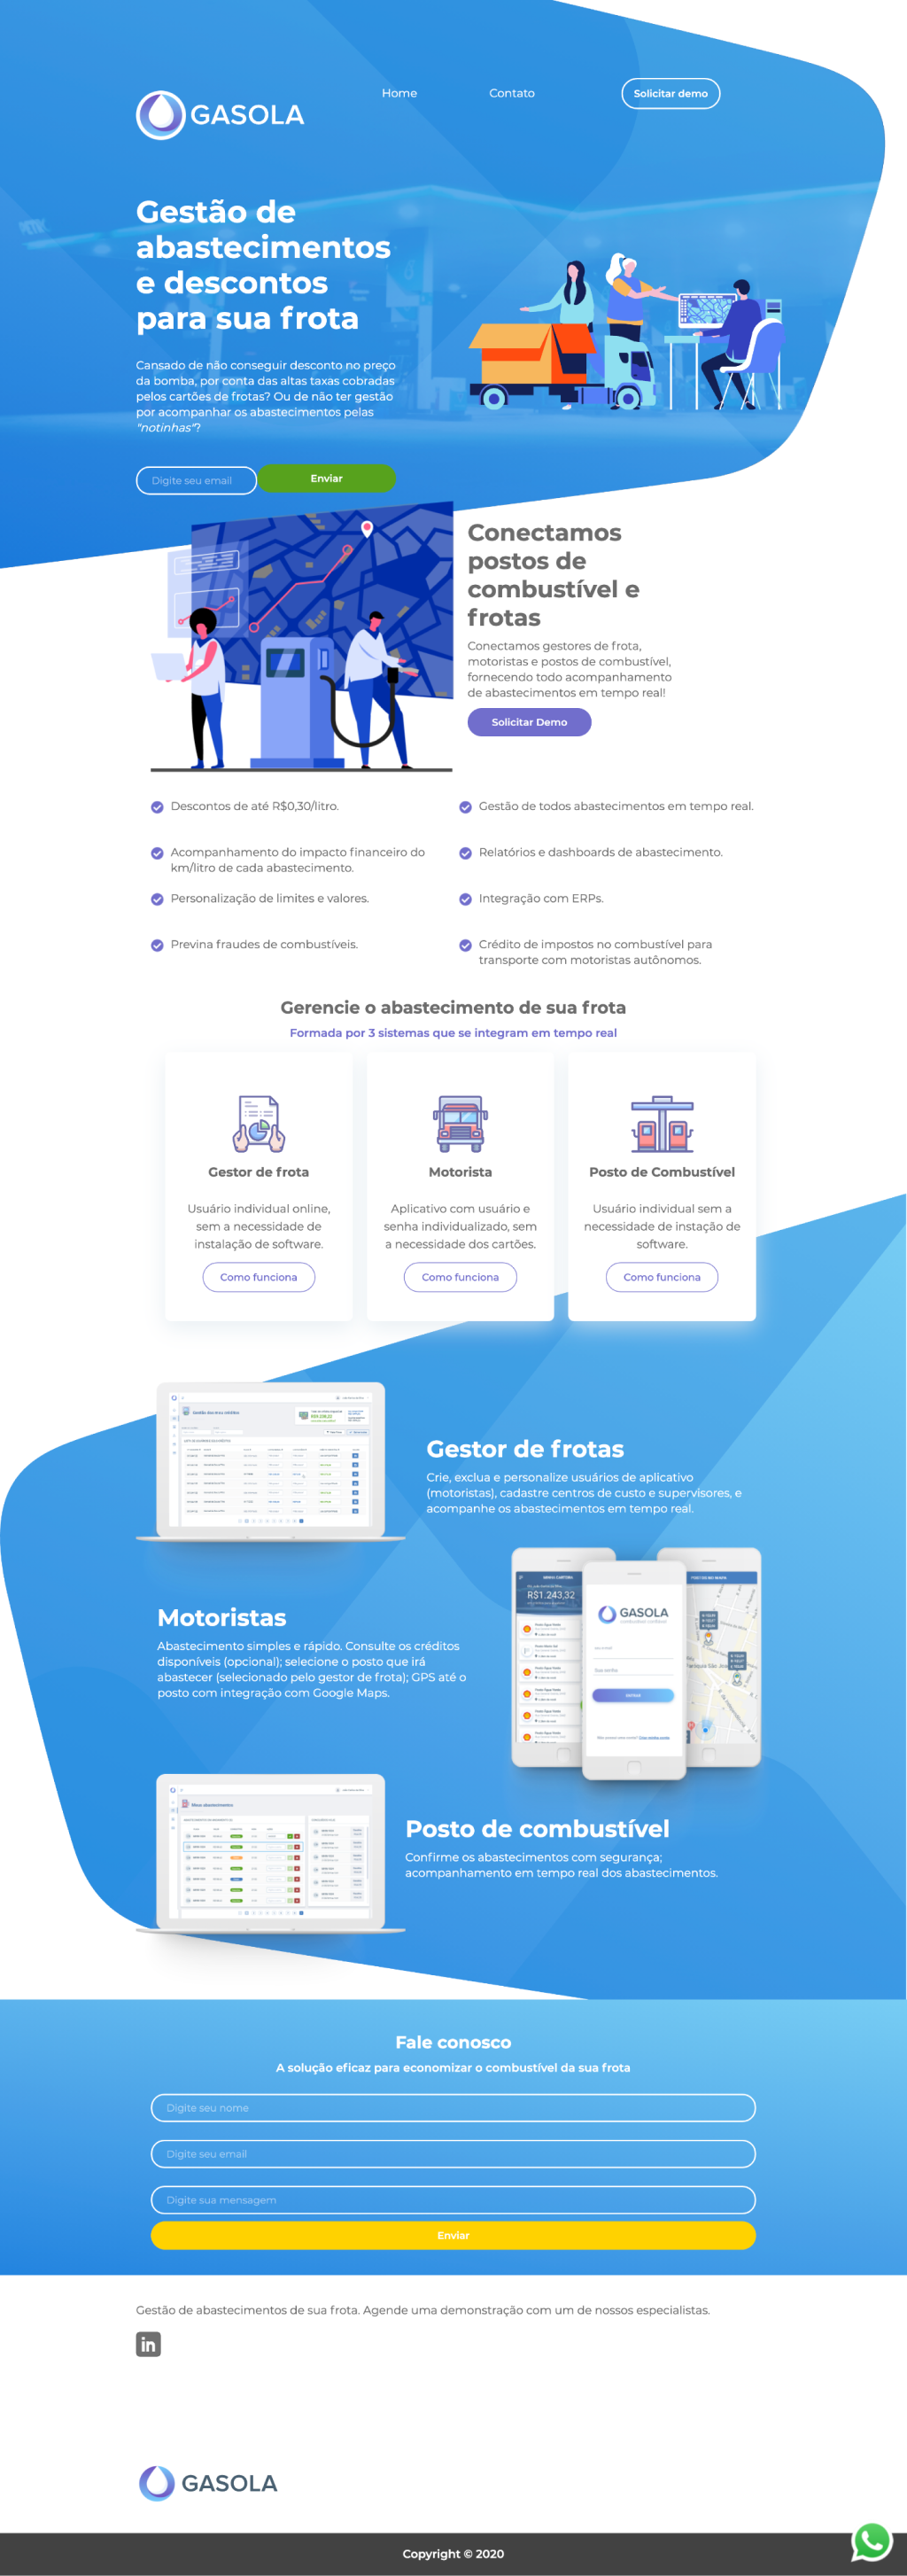 GASOLA
Home
Contato
Solicitar demo
Gestão de
abastecimentos
e descontos
para sua frota
Cansado de não conseguir desconto no preço
da bomba, por conta das altas taxas cobradas
pelos cartões de frotas? Ou de não ter gestão
por acompanhar os abastecimentos pelas
"notinhas"?
Digite seu email
Enviar
Conectamos
postos de
combustível e
frotas
Conectamos gestores de frota,
motoristas e postos de combustível,
fornecendo todo acompanhamento
de abastecimentos em tempo real!
Solicitar Demo
Descontos de até R$0,30/litro.
Gestão de todos abastecimentos em tempo real.
Acompanhamento do impacto financeiro do
km/litro de cada abastecimento.
Relatórios e dashboards de abastecimento.
Personalização de limites e valores.
Integração com ERPs.
Previna fraudes de combustíveis.
Crédito de impostos no combustível para
transporte com motoristas autônomos.
Gerencie o abastecimento de sua frota
Formada por 3 sistemas que se integram em tempo real
Gestor de frota
Usuário individual online,
sem a necessidade de
instalação de software.
Como funciona
Motorista
Aplicativo com usuário e
senha individualizado, sem
a necessidade dos cartões.
Como funciona
Posto de Combustível
Usuário individual sem a
necessidade de instação de
software.
Como funciona
Gestor de frotas
Crie, exclua e personalize usuários de aplicativo
(motoristas), cadastre centros de custo e supervisores, e
acompanhe os abastecimentos em tempo real.
R$1.243,32
GASOLA
Motoristas
Abastecimento simples e rápido. Consulte os créditos
disponíveis (opcional); selecione o posto que irá
abastecer (selecionado pelo gestor de frota); GPS até o
posto com integração com Google Maps.
Meus abastecimentos
Posto de combustível
Confirme os abastecimentos com segurança;
acompanhamento em tempo real dos abastecimentos.
Fale conosco
A solução eficaz para economizar o combustível da sua frota
Digite seu nome
Digite seu email
Digite sua mensagem
Enviar
Gestão de abastecimentos de sua frota. Agende uma demonstração com um de nossos especialistas.
in
GASOLA
Copyright © 2020